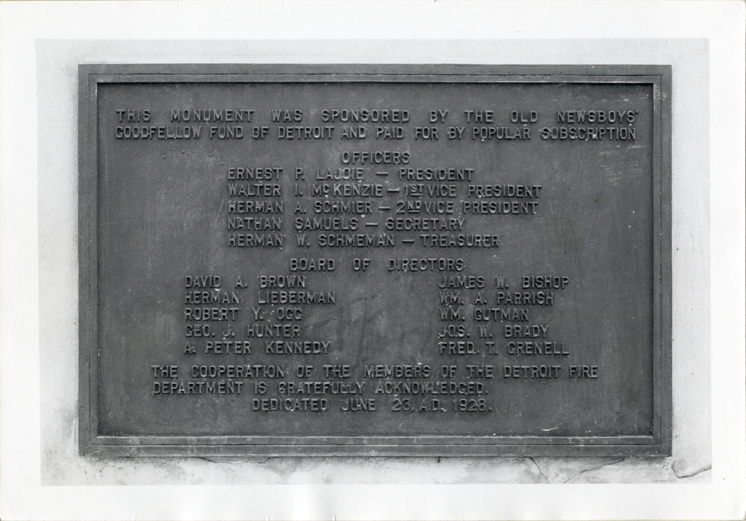 THIS MONUMENT WAS SPONSORED BY THE OLD NEWSBOYS'
GOODFELLOW FUND OF DETROIT AND PAID FOR BY POPULAR SUBSCRIPTION
OFFICERS
ERNEST P. LAJOIE — PRESIDENT
WALTER I. McKENZIE — 1ST VICE PRESIDENT
HERMAN A. SCHMIER — 2ND VICE PRESIDENT
NATHAN SAMUELS — SECRETARY
HERMAN W. SCHMEMAN — TREASURER
BOARD OF DIRECTORS
DAVID A. BROWN
HERMAN LIEBERMAN
ROBERT Y. OGG
GEO. J. HUNTER
A. PETER KENNEDY
JAMES W. BISHOP
WM. A. PARRISH
WM. GUTMAN
JOS. W. BRADY
FRED. T. GRENELL
THE COOPERATION OF THE MEMBERS OF THE DETROIT FIRE
DEPARTMENT IS GRATEFULLY ACKNOWLEDGED.
DEDICATED JUNE 23, A.D. 1928.